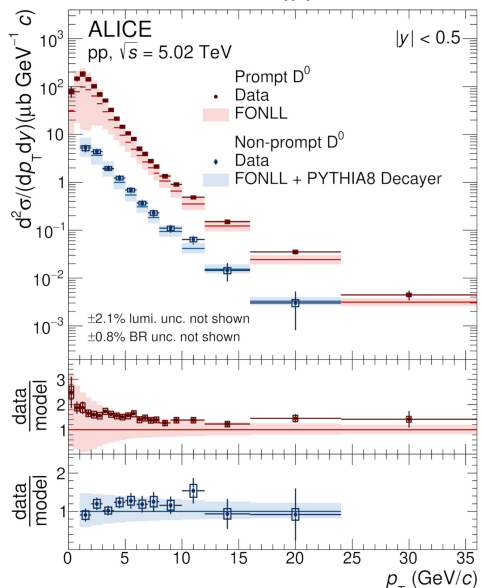 ALICE
pp, √s = 5.02 TeV
|y| < 0.5
Prompt D⁰
Data
FONLL
Non-prompt D⁰
Data
FONLL + PYTHIA8 Decayer
±2.1% lumi. unc. not shown
±0.8% BR unc. not shown
d²σ/(dp_T dy) (μb GeV⁻¹ c)
10³
10²
10
1
10⁻¹
10⁻²
10⁻³
data
model
3
2
1
data
model
2
1
0 5 10 15 20 25 30 35
p_T (GeV/c)